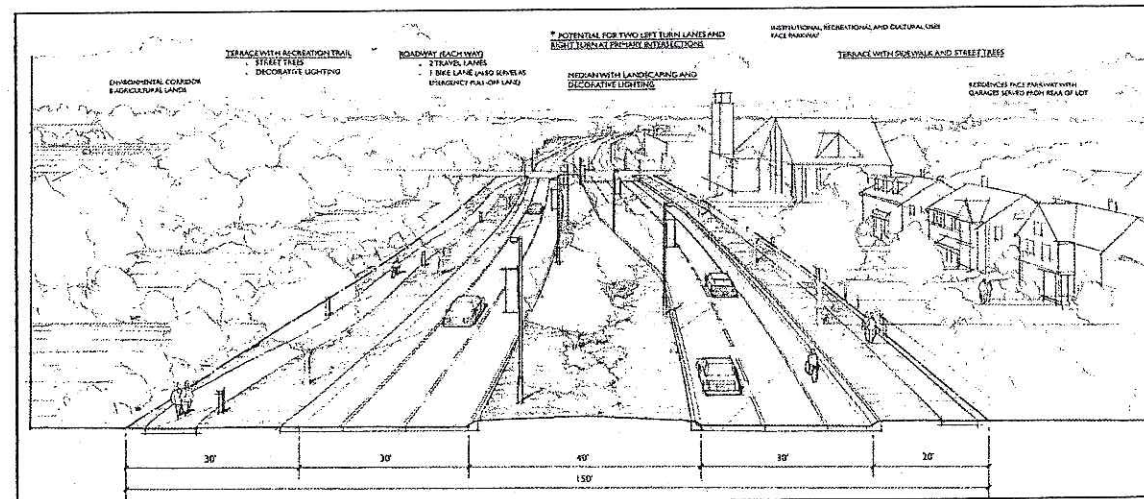 * POTENTIAL FOR TWO LEFT TURN LANES AND
RIGHT TURN AT PRIMARY INTERSECTIONS
INSTITUTIONAL, RECREATIONAL AND CULTURAL USES
FACE PARKWAY
TERRACE WITH RECREATION TRAIL
. STREET TREES
. DECORATIVE LIGHTING
ROADWAY (EACH WAY)
. 2 TRAVEL LANES
. 1 BIKE LANE (ALSO SERVES AS
EMERGENCY PULL-OFF LANE)
TERRACE WITH SIDEWALK AND STREET TREES
ENVIRONMENTAL CORRIDOR
& AGRICULTURAL LANDS
MEDIAN WITH LANDSCAPING AND
DECORATIVE LIGHTING
RESIDENCES FACE PARKWAY WITH
GARAGES SERVED FROM REAR OF LOT
30'
30'
40'
30'
20'
150'